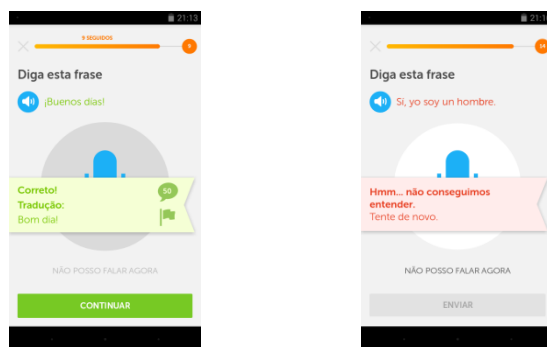 21:13
9 SEGUIDOS
9
Diga esta frase
¡Buenos dias!
Correto!
50
Tradução:
Bom dia!
NÃO POSSO FALAR AGORA
CONTINUAR
21:1
14
Diga esta frase
Sí, yo soy un hombre.
Hmm... não conseguimos
entender.
Tente de novo.
NÃO POSSO FALAR AGORA
ENVIAR